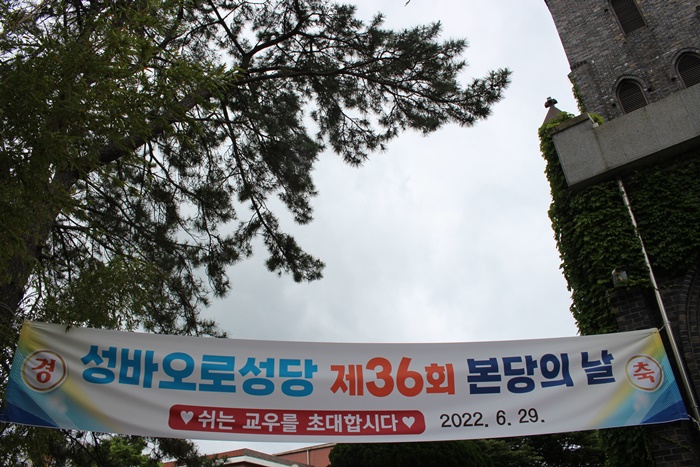 경 성바오로성당 제36회 본당의 날 축
♥쉬는 교우를 초대합시다♥ 2022. 6. 29.